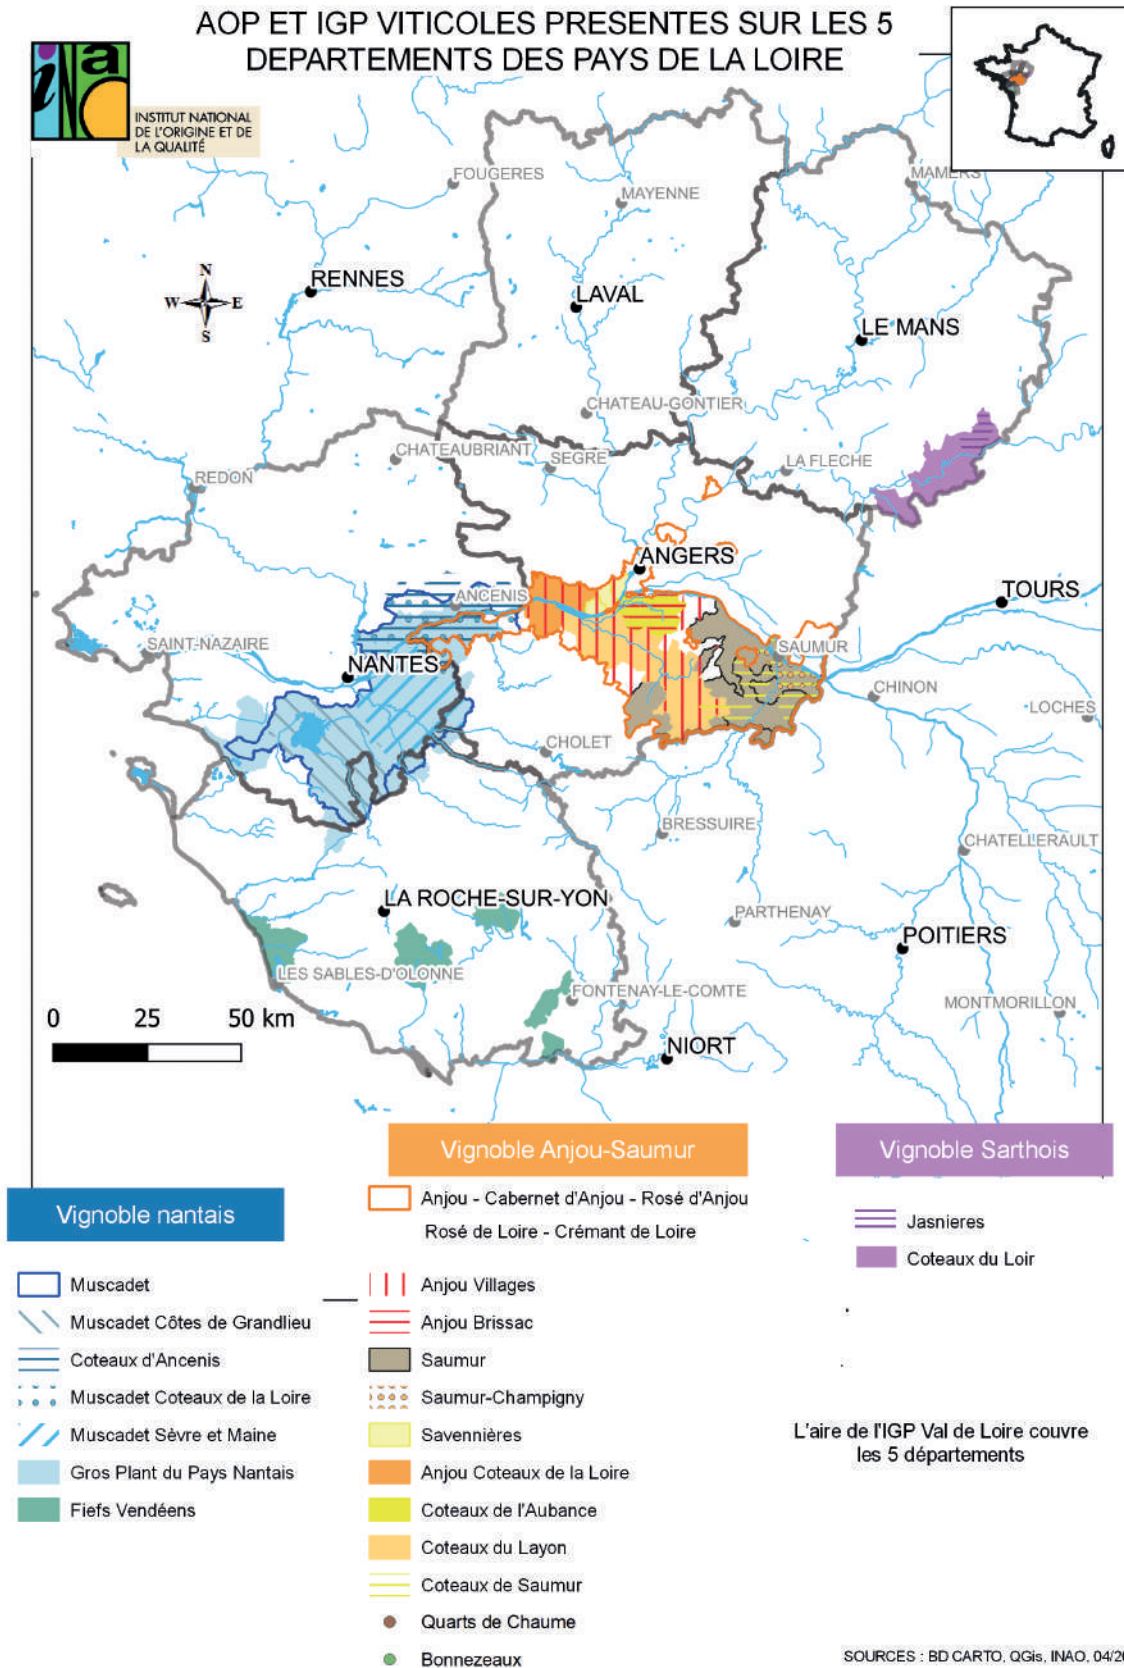 AOP ET IGP VITICOLES PRESENTES SUR LES 5
DEPARTEMENTS DES PAYS DE LA LOIRE
inao
INSTITUT NATIONAL
DE L'ORIGINE ET DE
LA QUALITÉ
FOUGERES
MAYENNE
MAMERS
N
W E
S
RENNES
LAVAL
LE MANS
CHATEAU-GONTIER
CHATEAUBRIANT
SEGRE
LA FLECHE
REDON
ANGERS
ANCENIS
TOURS
SAINT-NAZAIRE
SAUMUR
NANTES
CHINON
LOCHES
CHOLET
BRESSUIRE
CHATELLERAULT
LA ROCHE-SUR-YON
PARTHENAY
POITIERS
LES SABLES-D'OLONNE
FONTENAY-LE-COMTE
MONTMORILLON
0 25 50 km
NIORT
Vignoble nantais
Muscadet
Muscadet Côtes de Grandlieu
Coteaux d'Ancenis
Muscadet Coteaux de la Loire
Muscadet Sèvre et Maine
Gros Plant du Pays Nantais
Fiefs Vendéens
Vignoble Anjou-Saumur
Anjou - Cabernet d'Anjou - Rosé d'Anjou
Rosé de Loire - Crémant de Loire
Anjou Villages
Anjou Brissac
Saumur
Saumur-Champigny
Savennières
Anjou Coteaux de la Loire
Coteaux de l'Aubance
Coteaux du Layon
Coteaux de Saumur
Quarts de Chaume
Bonnezeaux
Vignoble Sarthois
Jasnieres
Coteaux du Loir
L'aire de l'IGP Val de Loire couvre
les 5 départements
SOURCES : BD CARTO, QGis, INAO, 04/20